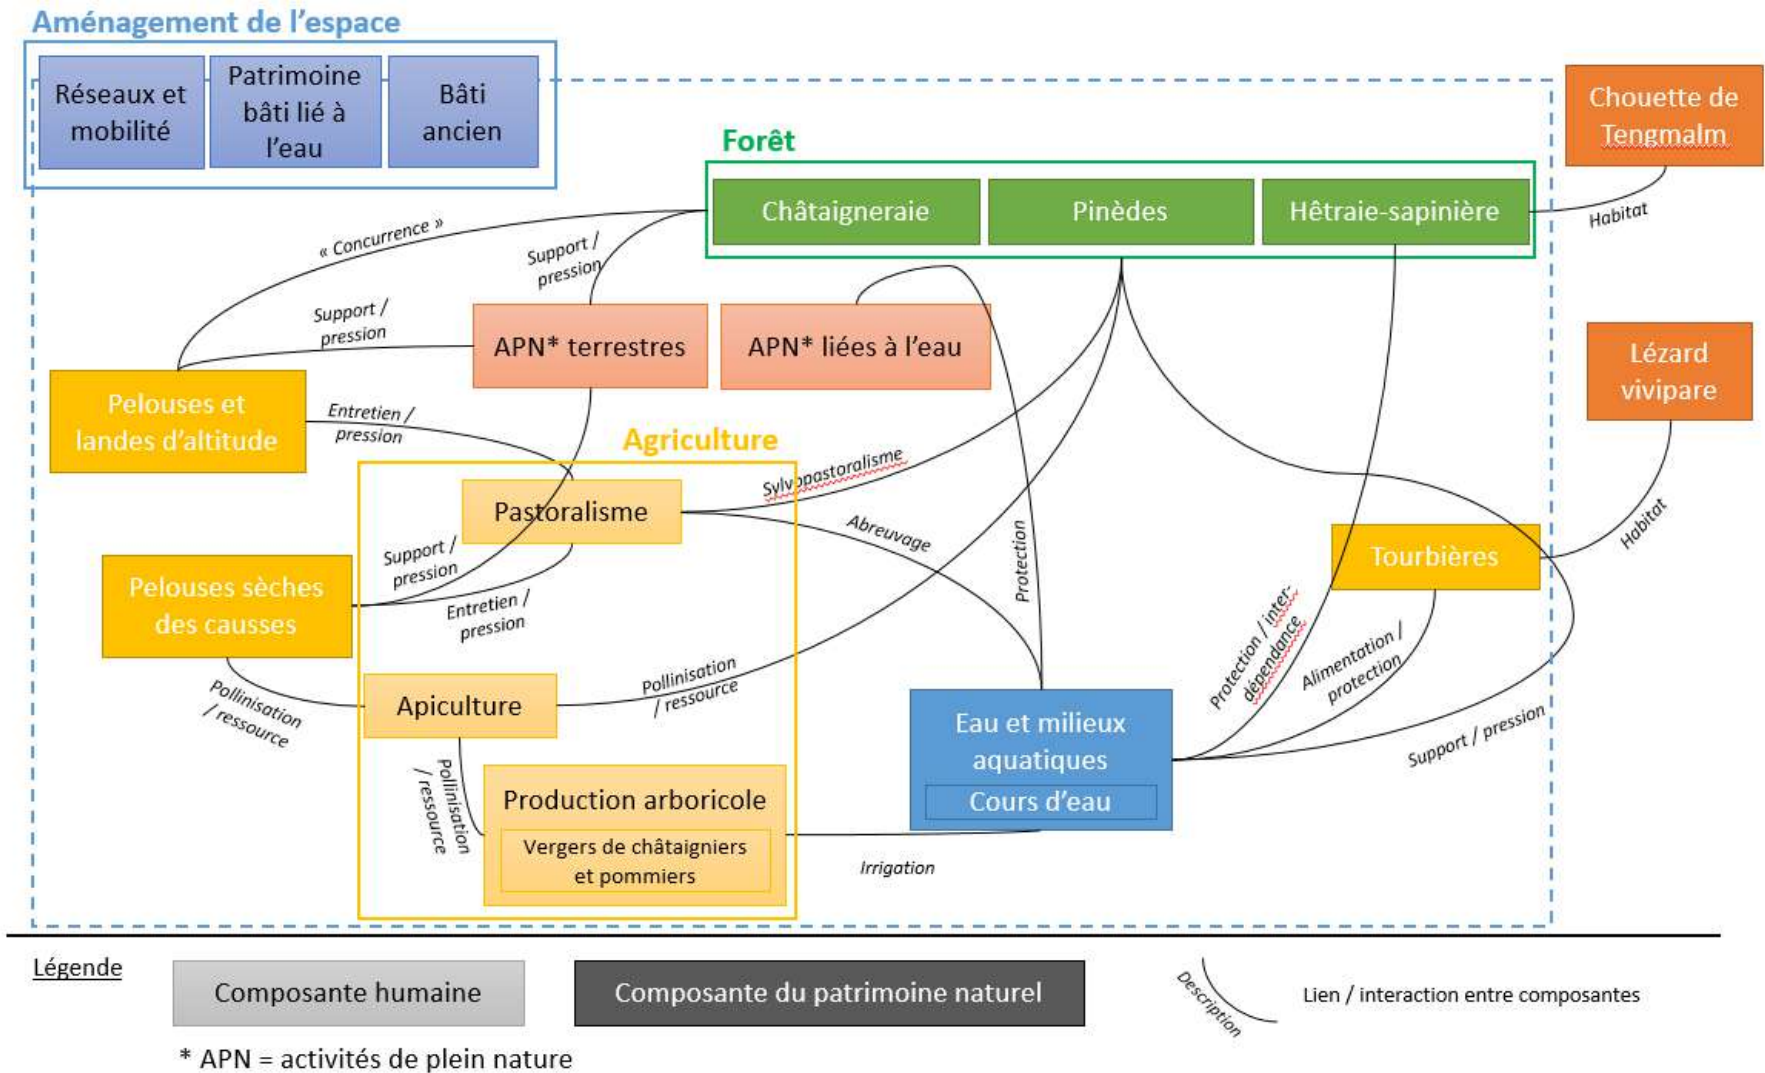 Aménagement de l’espace
Réseaux et
mobilité
Patrimoine
bâti lié à
l’eau
Bâti
ancien
Chouette de
Tengmalm
Forêt
Châtaigneraie
Pinèdes
Hêtraie-sapinière
Habitat
« Concurrence »
Support /
pression
Support /
pression
APN* terrestres
APN* liées à l’eau
Lézard
vivipare
Pelouses et
landes d’altitude
Entretien /
pression
Agriculture
Sylvopastoralisme
Pastoralisme
Abreuvage
Protection
Habitat
Tourbières
Support /
pression
Pelouses sèches
des causses
Entretien /
pression
Protection / inter-
dépendance
Alimentation /
protection
Pollinisation
/ ressource
Apiculture
Pollinisation
/ ressource
Eau et milieux
aquatiques
Cours d’eau
Support / pression
Pollinisation
/ ressource
Production arboricole
Vergers de châtaigniers
et pommiers
Irrigation
Légende
Composante humaine
Composante du patrimoine naturel
Description
Lien / interaction entre composantes
* APN = activités de plein nature